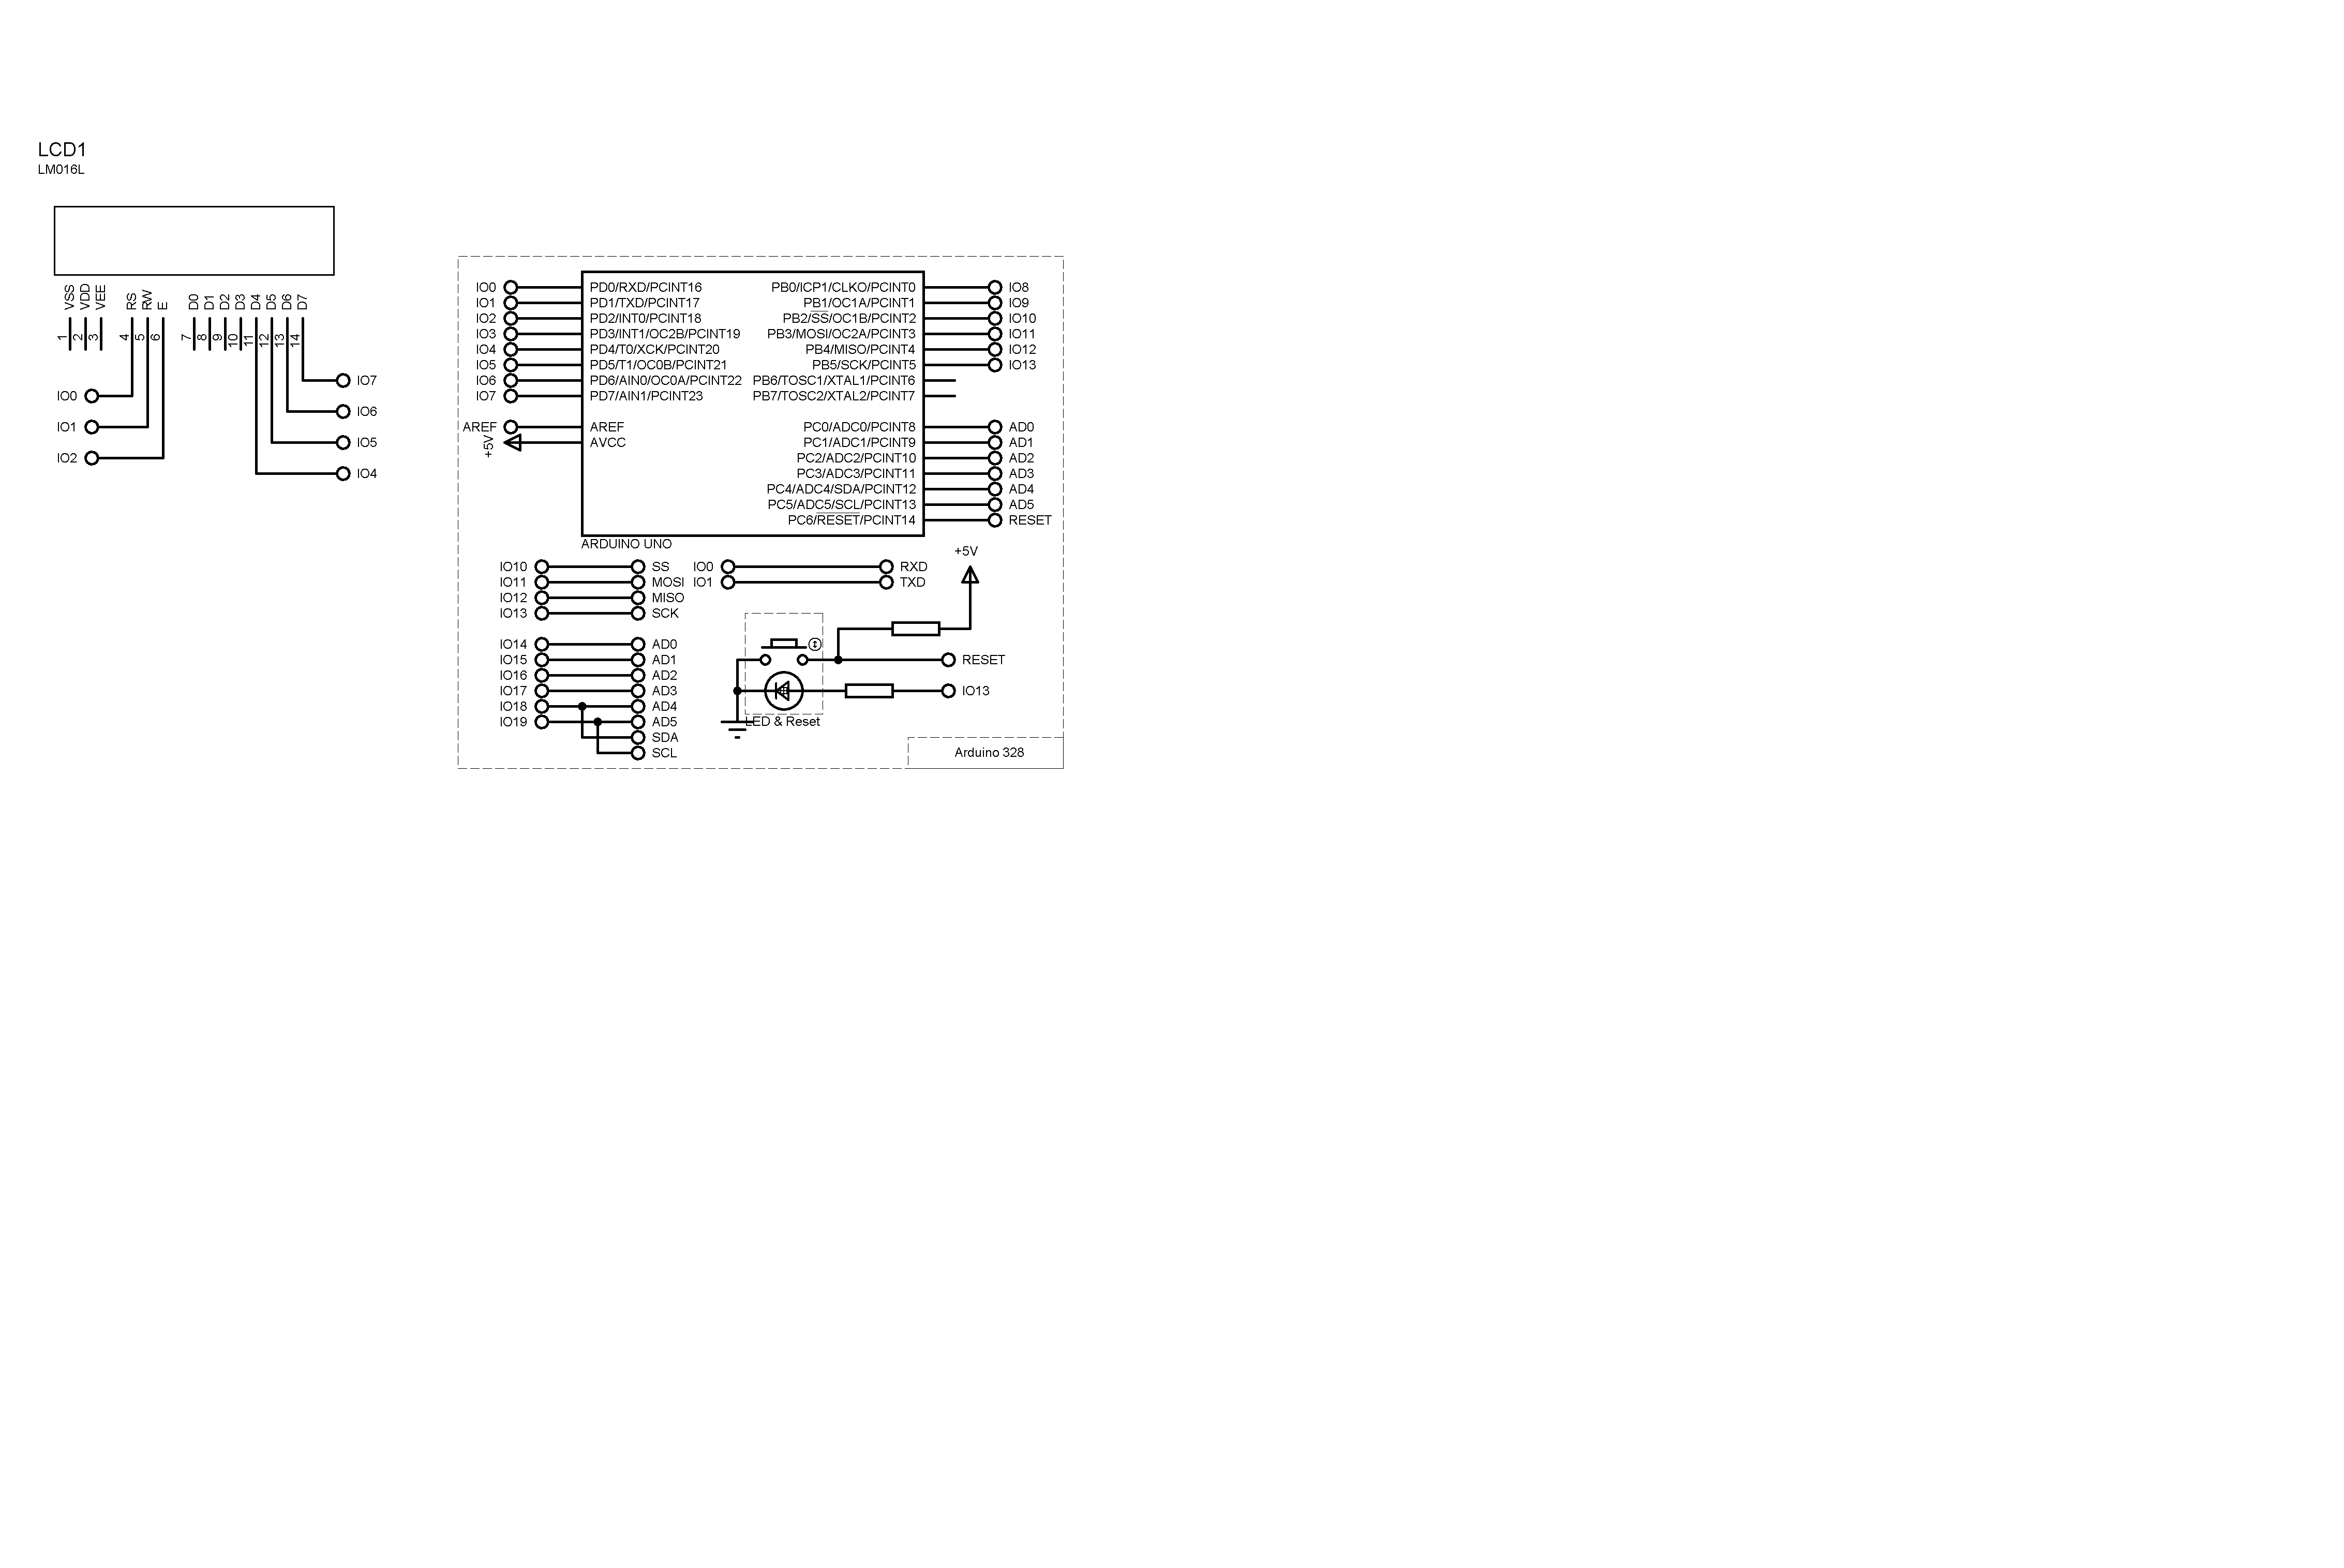 LCD1
LM016L
VSS
VDD
VEE
RS
RW
E
D0
D1
D2
D3
D4
D5
D6
D7
1
2
3
4
5
6
7
8
9
10
11
12
13
14
IO7
IO0
IO6
IO1
IO5
IO2
IO4
IO0 PD0/RXD/PCINT16 PB0/ICP1/CLKO/PCINT0 IO8
IO1 PD1/TXD/PCINT17 PB1/OC1A/PCINT1 IO9
IO2 PD2/INT0/PCINT18 PB2/SS/OC1B/PCINT2 IO10
IO3 PD3/INT1/OC2B/PCINT19 PB3/MOSI/OC2A/PCINT3 IO11
IO4 PD4/T0/XCK/PCINT20 PB4/MISO/PCINT4 IO12
IO5 PD5/T1/OC0B/PCINT21 PB5/SCK/PCINT5 IO13
IO6 PD6/AIN0/OC0A/PCINT22 PB6/TOSC1/XTAL1/PCINT6
IO7 PD7/AIN1/PCINT23 PB7/TOSC2/XTAL2/PCINT7
AREF AREF PC0/ADC0/PCINT8 AD0
+5V AVCC PC1/ADC1/PCINT9 AD1
PC2/ADC2/PCINT10 AD2
PC3/ADC3/PCINT11 AD3
PC4/ADC4/SDA/PCINT12 AD4
PC5/ADC5/SCL/PCINT13 AD5
PC6/RESET/PCINT14 RESET
ARDUINO UNO
+5V
IO10 SS IO0 RXD
IO11 MOSI IO1 TXD
IO12 MISO
IO13 SCK
IO14 AD0
IO15 AD1 RESET
IO16 AD2
IO17 AD3 IO13
IO18 AD4
IO19 AD5 LED & Reset
SDA
SCL Arduino 328